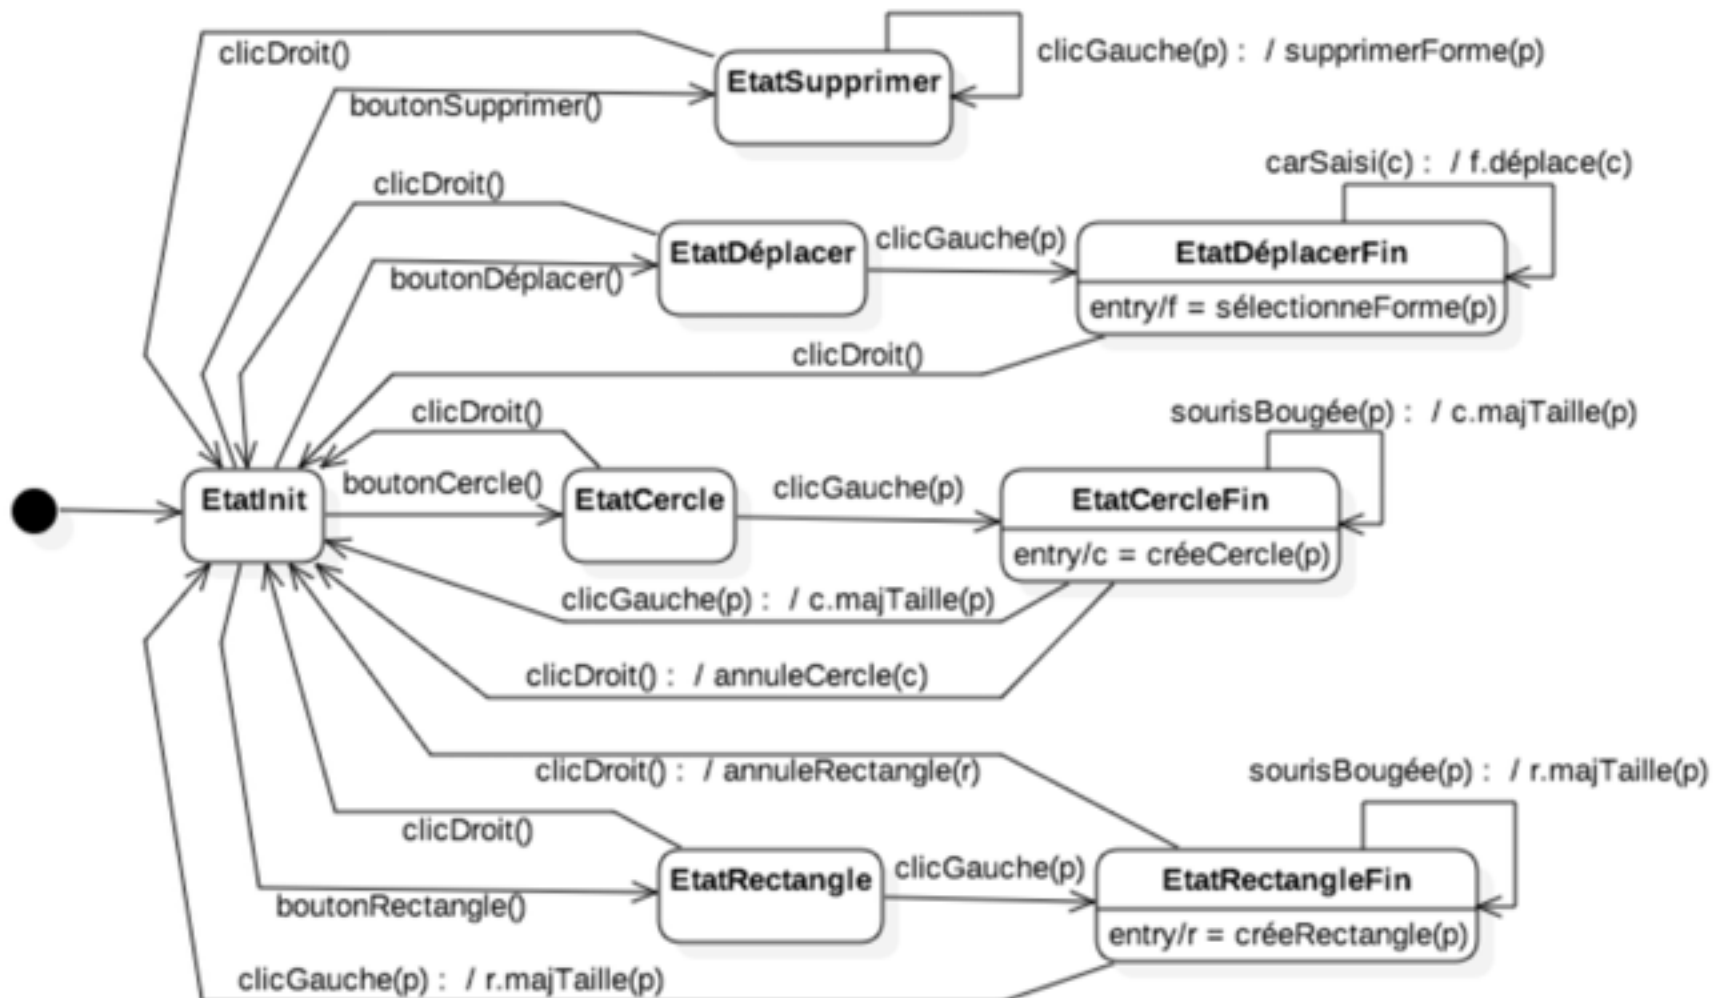 clicDroit()
clicGauche(p) : / supprimerForme(p)
EtatSupprimer
boutonSupprimer()
carSaisi(c) : / f.déplace(c)
clicDroit()
clicGauche(p)
EtatDéplacer
EtatDéplacerFin
boutonDéplacer()
entry/f = sélectionneForme(p)
clicDroit()
clicDroit()
sourisBougée(p) : / c.majTaille(p)
boutonCercle()
clicGauche(p)
EtatInit
EtatCercle
EtatCercleFin
entry/c = créeCercle(p)
clicGauche(p) : / c.majTaille(p)
clicDroit() : / annuleCercle(c)
clicDroit() : / annuleRectangle(r)
sourisBougée(p) : / r.majTaille(p)
clicDroit()
clicGauche(p)
EtatRectangle
EtatRectangleFin
boutonRectangle()
entry/r = créeRectangle(p)
clicGauche(p) : / r.majTaille(p)